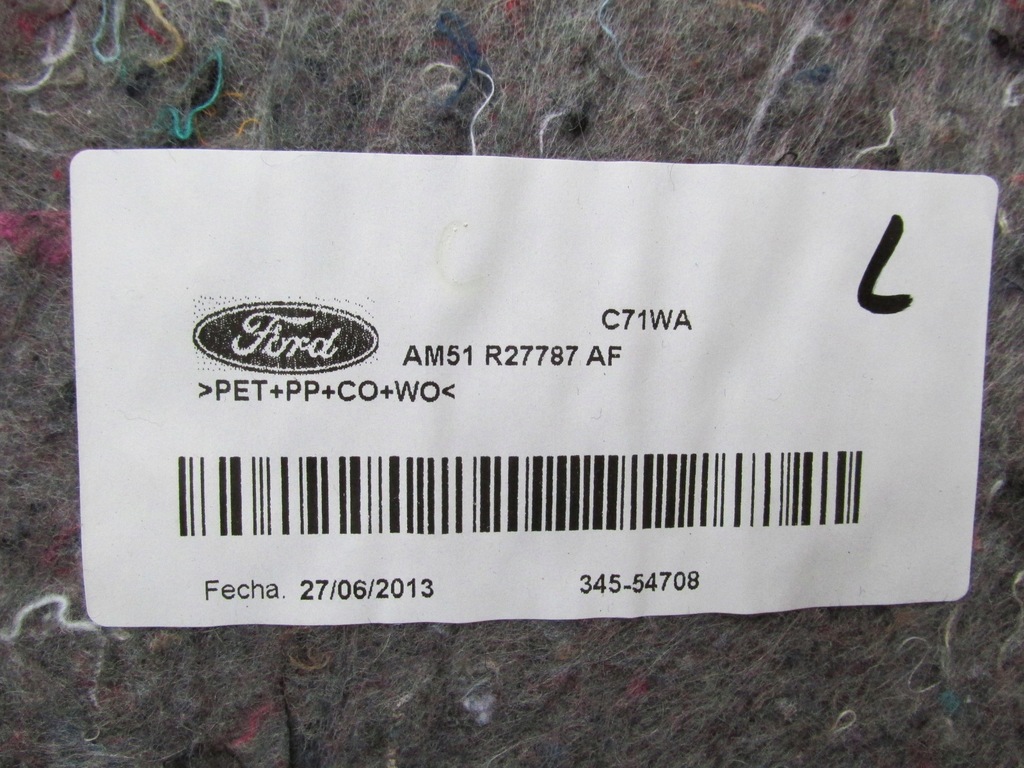 L
C71WA
Ford AM51 R27787 AF
>PET+PP+CO+WO<
Fecha. 27/06/2013 345-54708